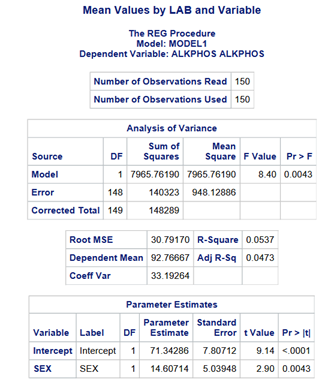 Mean Values by LAB and Variable
The REG Procedure
Model: MODEL1
Dependent Variable: ALKPHOS ALKPHOS
Number of Observations Read 150
Number of Observations Used 150
Analysis of Variance
Source DF Sum of Squares Mean Square F Value Pr > F
Model 1 7965.76190 7965.76190 8.40 0.0043
Error 148 140323 948.12886
Corrected Total 149 148289
Root MSE 30.79170 R-Square 0.0537
Dependent Mean 92.76667 Adj R-Sq 0.0473
Coeff Var 33.19264
Parameter Estimates
Variable Label DF Parameter Estimate Standard Error t Value Pr > |t|
Intercept Intercept 1 71.34286 7.80712 9.14 <.0001
SEX SEX 1 14.60714 5.03948 2.90 0.0043